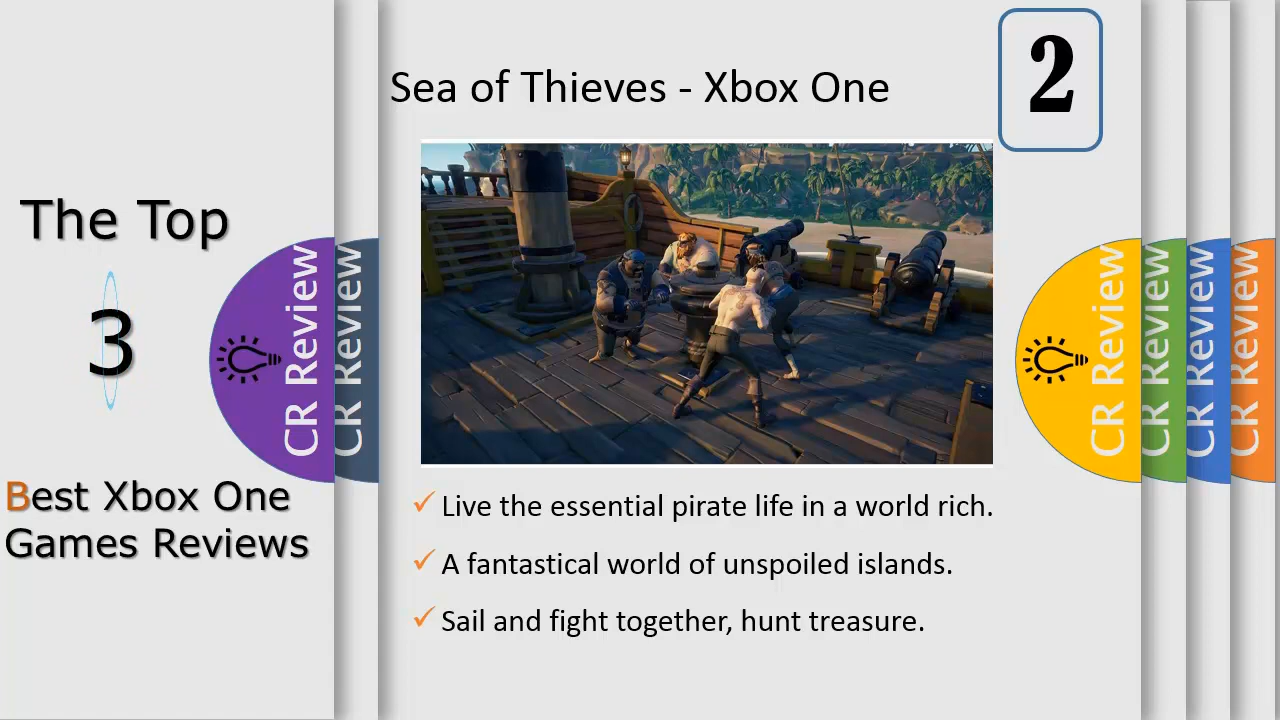 Sea of Thieves - Xbox One
2
The Top
3
Best Xbox One
Games Reviews
CR Review
CR Review
Live the essential pirate life in a world rich.
A fantastical world of unspoiled islands.
Sail and fight together, hunt treasure.
CR Review
CR Review
CR Review
CR Review